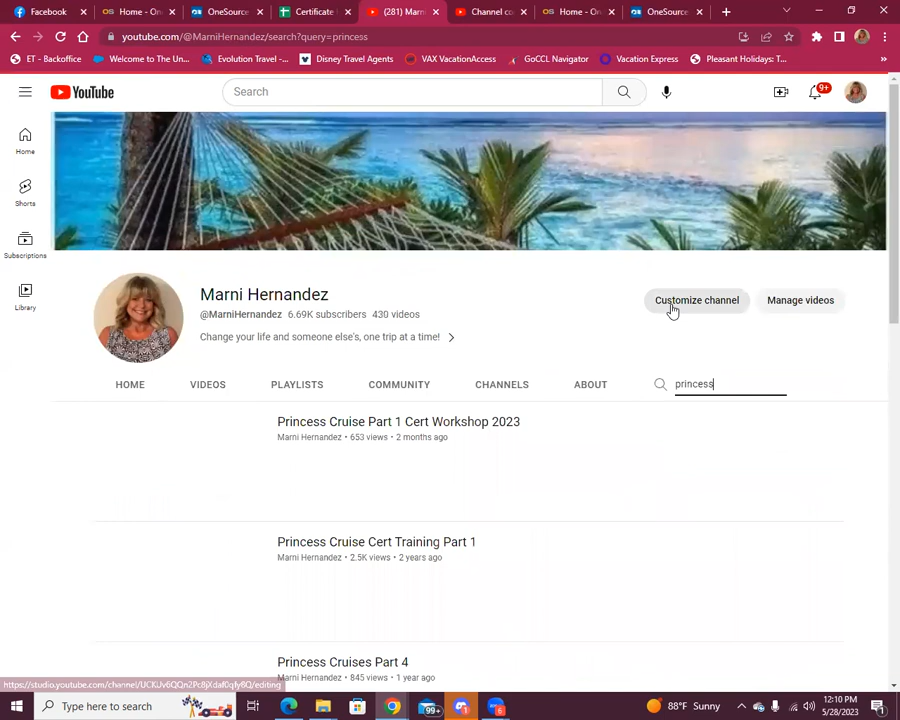 Facebook
Home - On
OneSource
Certificate
(281) Marni
Channel co
Home - On
OneSource
youtube.com/@MarniHernandez/search?query=princess
ET - Backoffice
Welcome to The Un...
Evolution Travel -...
Disney Travel Agents
VAX VacationAccess
GoCCL Navigator
Vacation Express
Pleasant Holidays: T...
»
YouTube
Search
9+
Home
Shorts
Subscriptions
Library
Marni Hernandez
@MarniHernandez 6.69K subscribers 430 videos
Change your life and someone else's, one trip at a time!
Customize channel
Manage videos
HOME
VIDEOS
PLAYLISTS
COMMUNITY
CHANNELS
ABOUT
princess
Princess Cruise Part 1 Cert Workshop 2023
Marni Hernandez • 653 views • 2 months ago
Princess Cruise Cert Training Part 1
Marni Hernandez • 2.5K views • 2 years ago
Princess Cruises Part 4
Marni Hernandez • 845 views • 1 year ago
Type here to search
99+
1
6
88°F Sunny
12:10 PM
5/28/2023
1